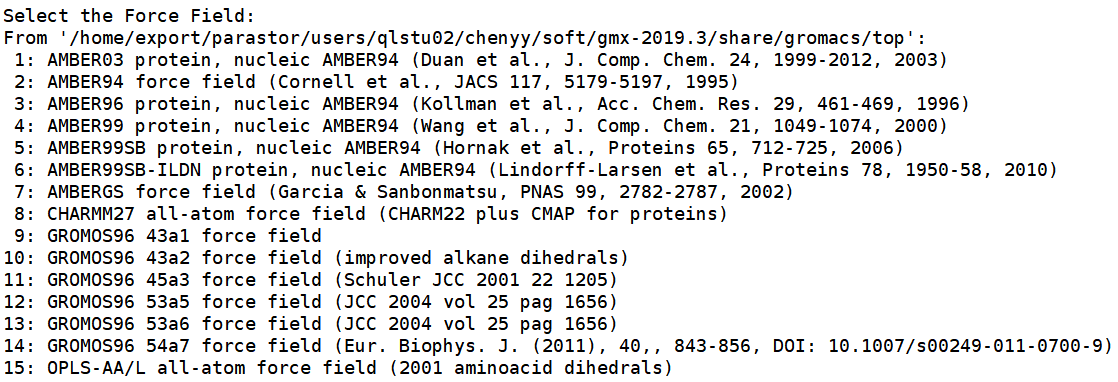 Select the Force Field:
From '/home/export/parastor/users/qlstu02/chenyy/soft/gmx-2019.3/share/gromacs/top':
1: AMBER03 protein, nucleic AMBER94 (Duan et al., J. Comp. Chem. 24, 1999-2012, 2003)
2: AMBER94 force field (Cornell et al., JACS 117, 5179-5197, 1995)
3: AMBER96 protein, nucleic AMBER94 (Kollman et al., Acc. Chem. Res. 29, 461-469, 1996)
4: AMBER99 protein, nucleic AMBER94 (Wang et al., J. Comp. Chem. 21, 1049-1074, 2000)
5: AMBER99SB protein, nucleic AMBER94 (Hornak et al., Proteins 65, 712-725, 2006)
6: AMBER99SB-ILDN protein, nucleic AMBER94 (Lindorff-Larsen et al., Proteins 78, 1950-58, 2010)
7: AMBERGS force field (Garcia & Sanbonmatsu, PNAS 99, 2782-2787, 2002)
8: CHARMM27 all-atom force field (CHARM22 plus CMAP for proteins)
9: GROMOS96 43a1 force field
10: GROMOS96 43a2 force field (improved alkane dihedrals)
11: GROMOS96 45a3 force field (Schuler JCC 2001 22 1205)
12: GROMOS96 53a5 force field (JCC 2004 vol 25 pag 1656)
13: GROMOS96 53a6 force field (JCC 2004 vol 25 pag 1656)
14: GROMOS96 54a7 force field (Eur. Biophys. J. (2011), 40,, 843-856, DOI: 10.1007/s00249-011-0700-9)
15: OPLS-AA/L all-atom force field (2001 aminoacid dihedrals)